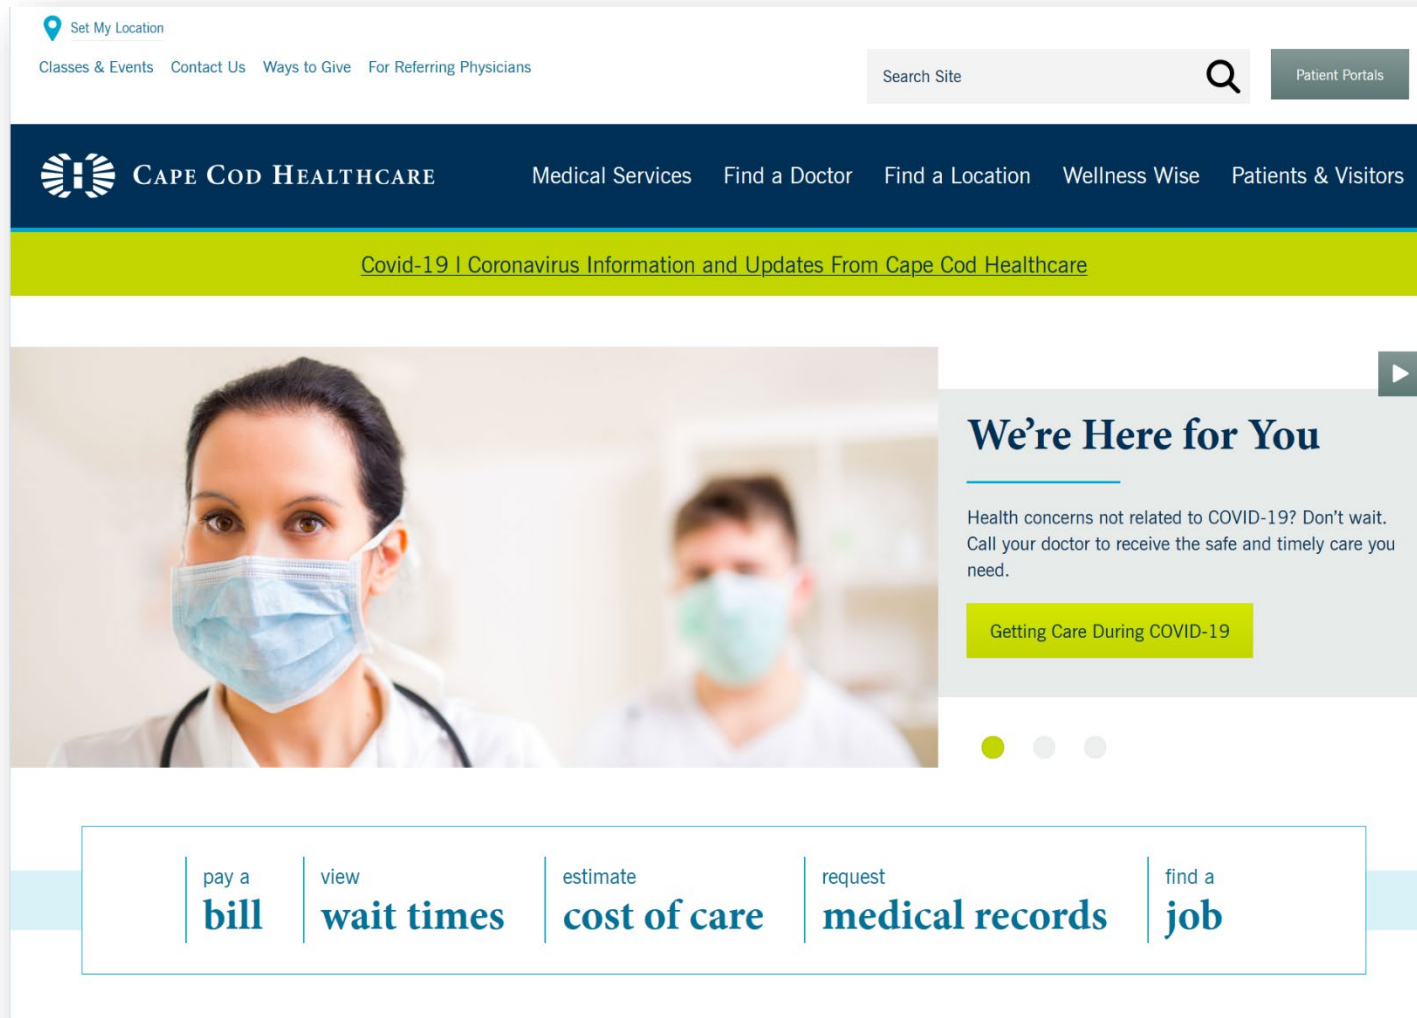 Set My Location
Classes & Events Contact Us Ways to Give For Referring Physicians
Search Site
Patient Portals
CAPE COD HEALTHCARE
Medical Services Find a Doctor Find a Location Wellness Wise Patients & Visitors
Covid-19 | Coronavirus Information and Updates From Cape Cod Healthcare
We're Here for You
Health concerns not related to COVID-19? Don't wait.
Call your doctor to receive the safe and timely care you
need.
Getting Care During COVID-19
pay a
bill
view
wait times
estimate
cost of care
request
medical records
find a
job